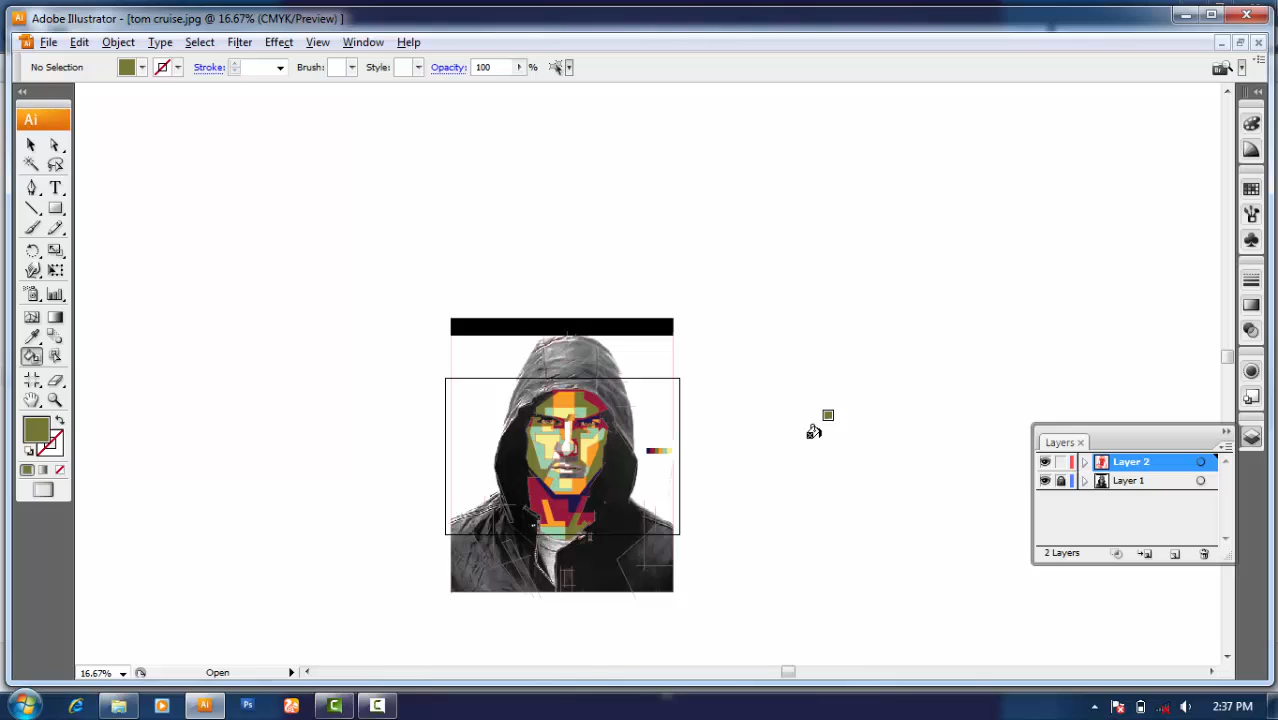 Adobe Illustrator - [tom cruise.jpg @ 16.67% (CMYK/Preview) ]
File Edit Object Type Select Filter Effect View Window Help
No Selection Stroke: Brush: Style: Opacity: 100 %
Ai
Layers
Layer 2
Layer 1
2 Layers
16.67% Open
2:37 PM